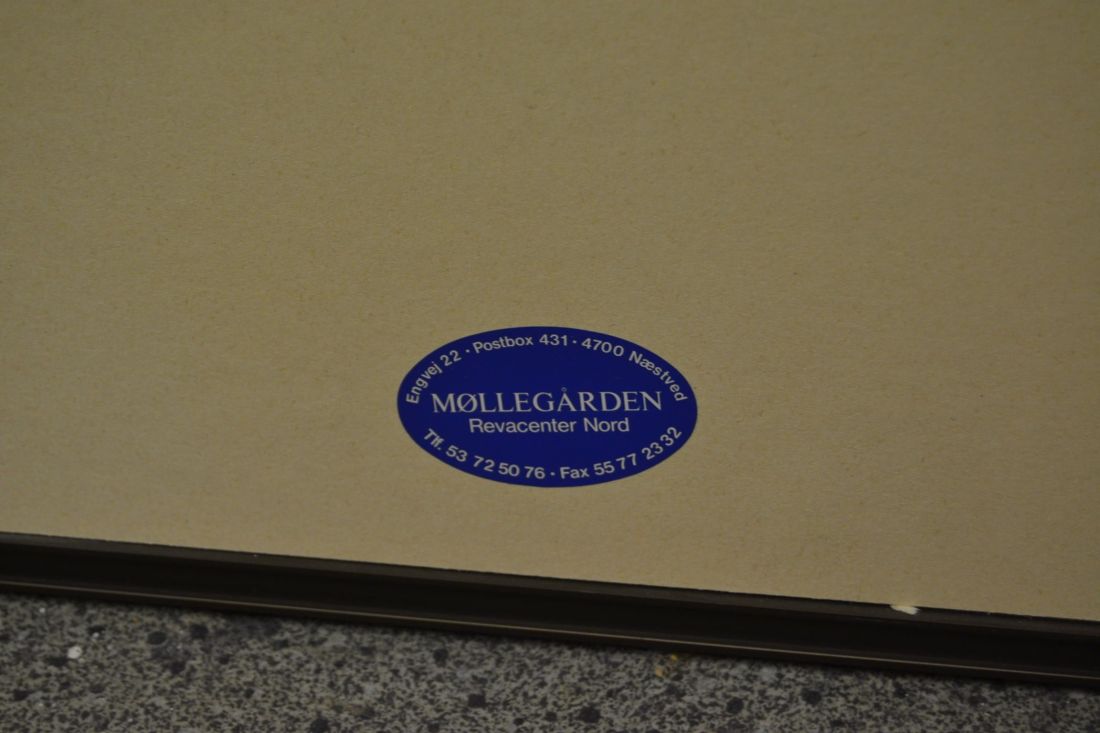 Engvej 22 · Postbox 431 · 4700 Næstved
MØLLEGÅRDEN
Revacenter Nord
Tlf. 53 72 50 76 · Fax 55 77 23 32